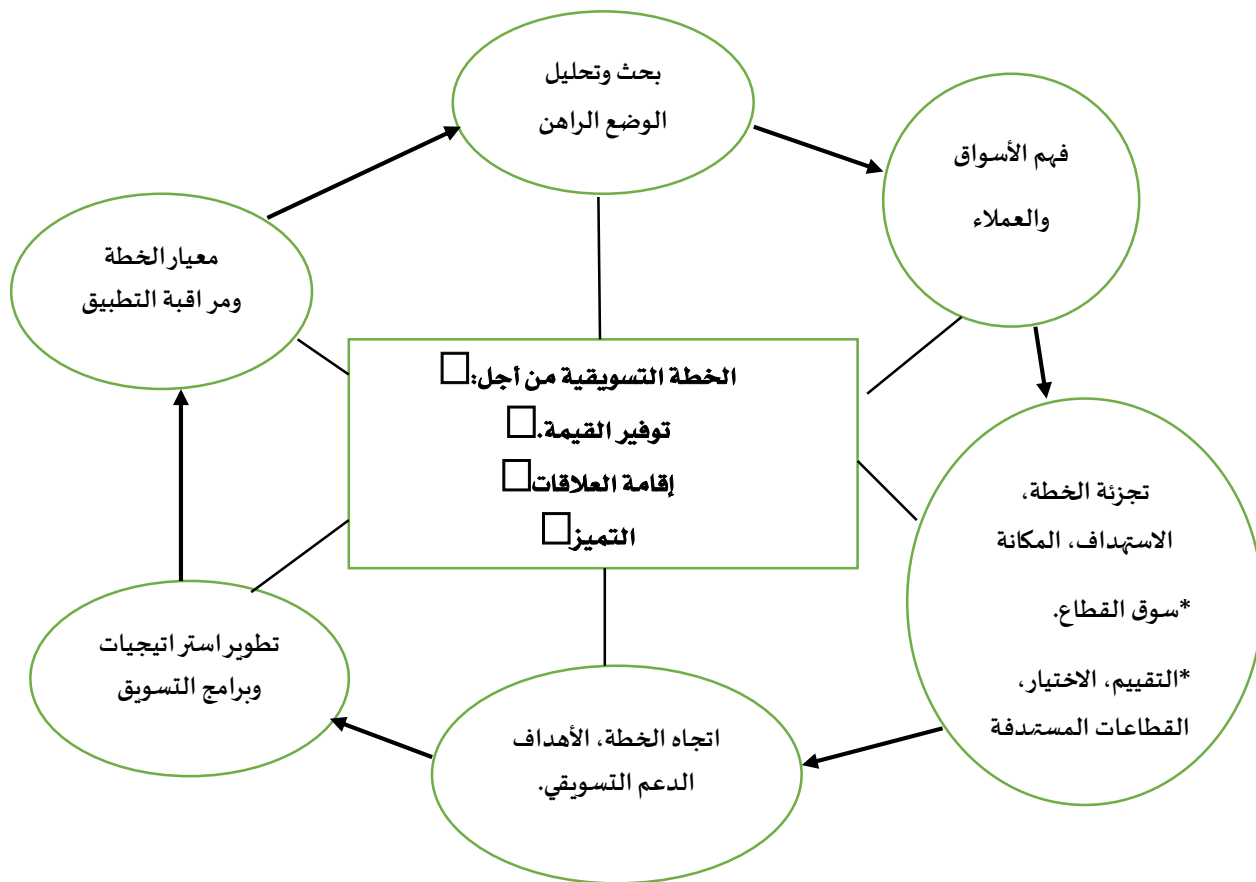 بحث وتحليل
الوضع الراهن
فهم الأسواق
والعملاء
معيار الخطة
ومراقبة التطبيق
الخطة التسويقية من أجل:
توفير القيمة.
إقامة العلاقات
التميز
تجزئة الخطة،
الاستهداف، المكانة
*سوق القطاع.
*التقييم، الاختيار،
القطاعات المستهدفة
تطوير استراتيجيات
وبرامج التسويق
اتجاه الخطة، الأهداف
الدعم التسويقي.